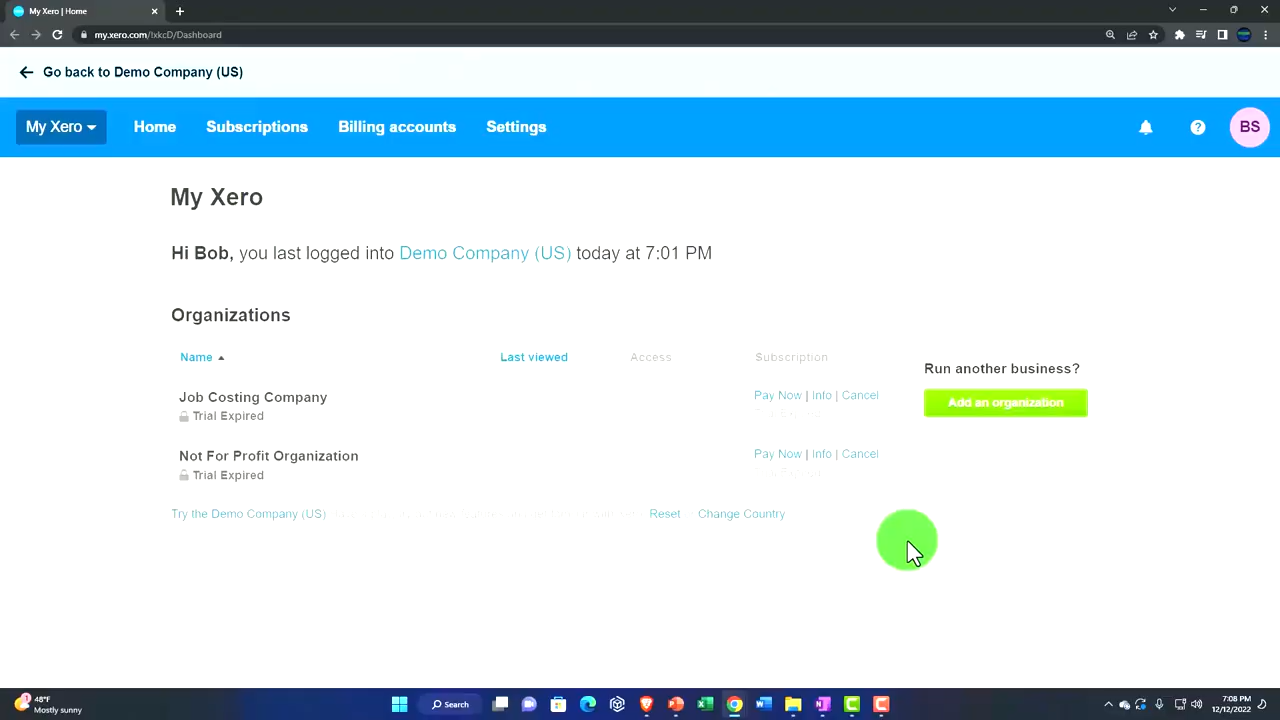 My Xero | Home
my.xero.com/!xkcD/Dashboard
Go back to Demo Company (US)
My Xero Home Subscriptions Billing accounts Settings ? BS
My Xero
Hi Bob, you last logged into Demo Company (US) today at 7:01 PM
Organizations
Name Last viewed Access Subscription
Run another business?
Job Costing Company Pay Now | Info | Cancel
Add an organization
Trial Expired
Not For Profit Organization Pay Now | Info | Cancel
Trial Expired
Try the Demo Company (US) Reset Change Country
48°F
Mostly sunny
Search
7:08 PM
12/12/2022